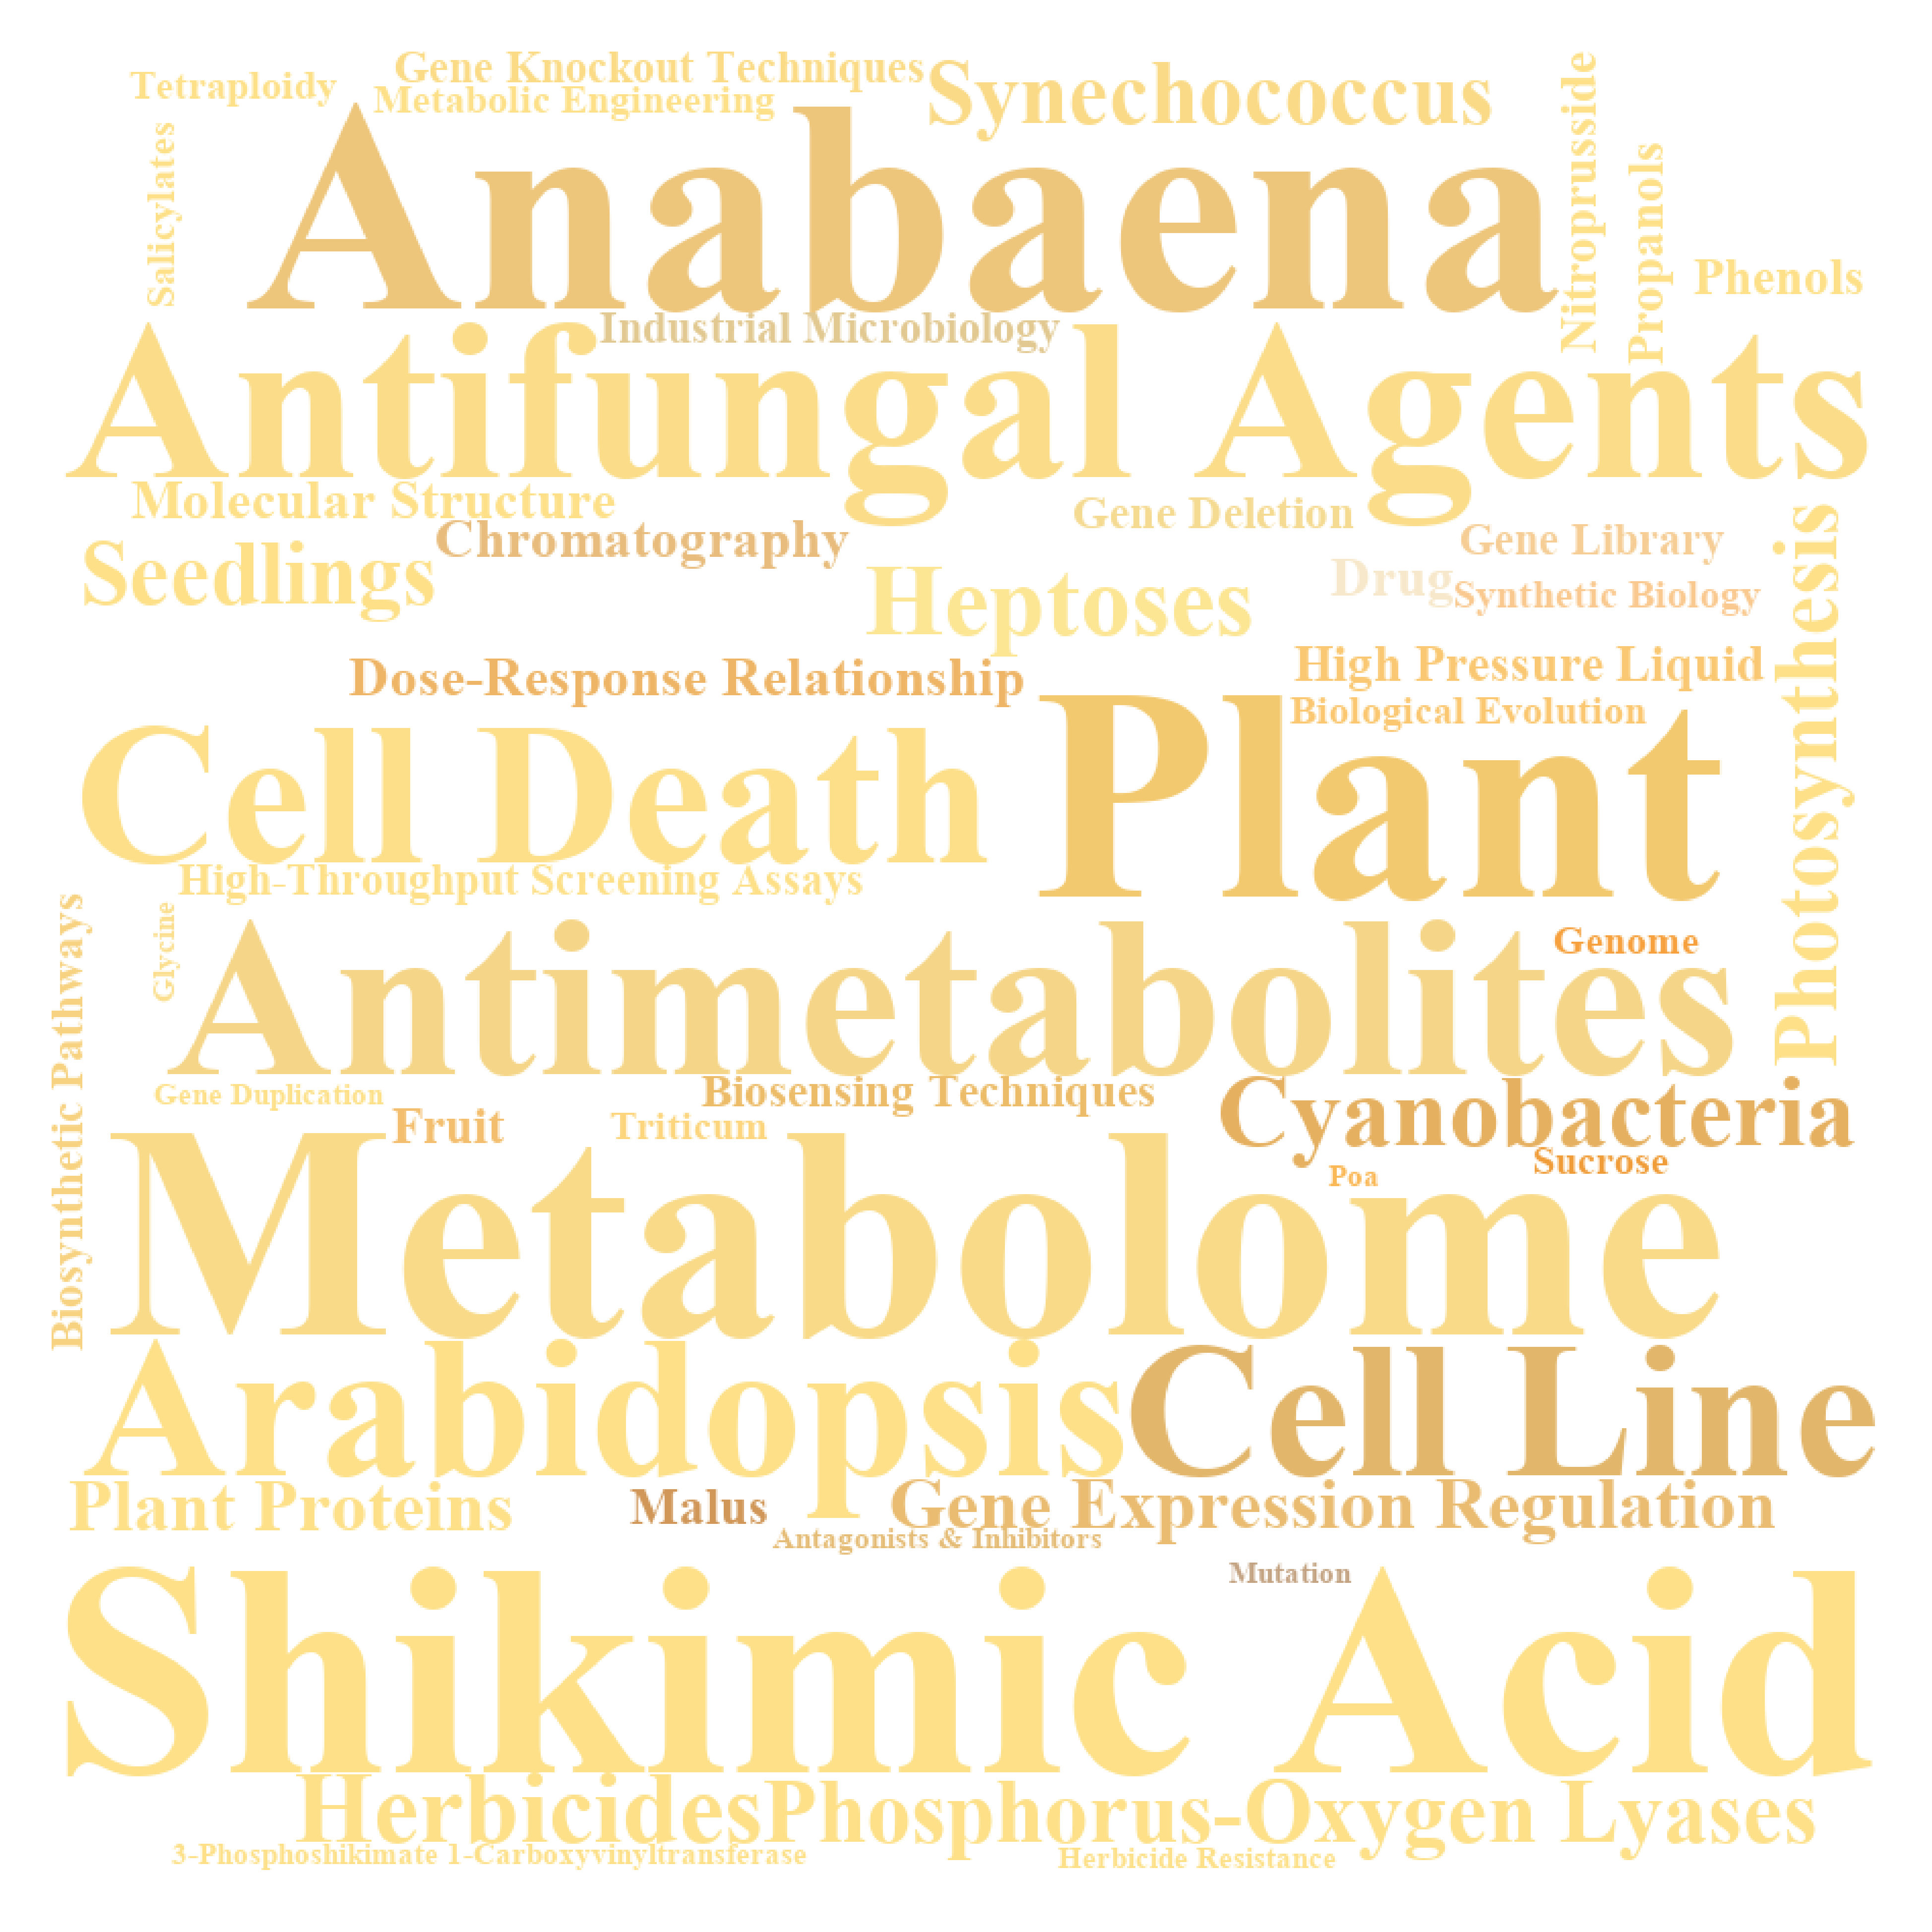 Tetraploidy
Gene Knockout Techniques
Metabolic Engineering
Synechococcus
Nitroprusside
Salicylates
Anabaena
Propanols
Phenols
Industrial Microbiology
Antifungal Agents
Molecular Structure
Gene Deletion
Chromatography
Gene Library
Seedlings
Heptoses
Drug
Synthetic Biology
Photosynthesis
Dose-Response Relationship
High Pressure Liquid
Biological Evolution
Cell Death
Plant
High-Throughput Screening Assays
Biosynthetic Pathways
Glycine
Genome
Antimetabolites
Gene Duplication
Biosensing Techniques
Cyanobacteria
Fruit
Triticum
Sucrose
Poa
Metabolome
Arabidopsis
Cell Line
Plant Proteins
Malus
Gene Expression Regulation
Antagonists & Inhibitors
Mutation
Shikimic Acid
Herbicides
Phosphorus-Oxygen Lyases
3-Phosphoshikimate 1-Carboxyvinyltransferase
Herbicide Resistance